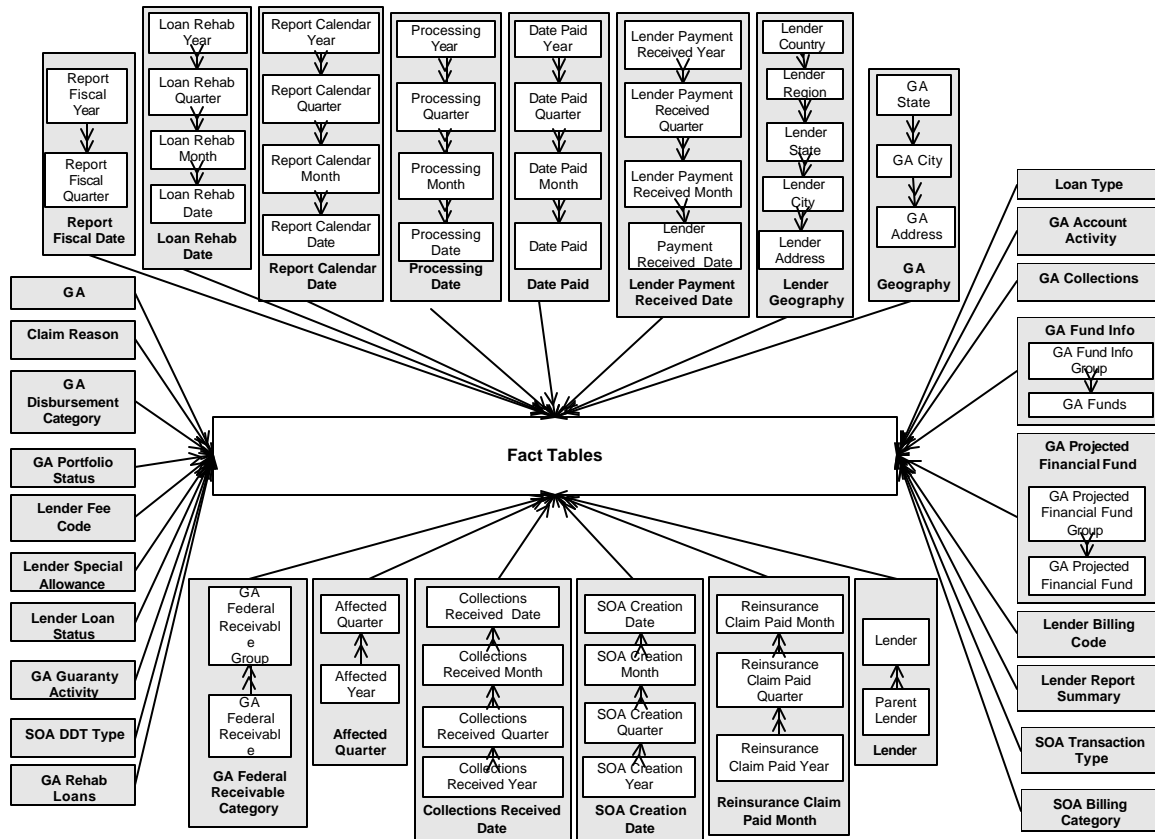 Report
Fiscal
Year
Report
Fiscal
Quarter
Report
Fiscal Date
Loan Rehab
Year
Loan Rehab
Quarter
Loan Rehab
Month
Loan Rehab
Date
Loan Rehab
Date
Report Calendar
Year
Report Calendar
Quarter
Report Calendar
Month
Report Calendar
Date
Report Calendar
Date
Processing
Year
Processing
Quarter
Processing
Month
Processing
Date
Processing
Date
Date Paid
Year
Date Paid
Quarter
Date Paid
Month
Date Paid
Date Paid
Lender Payment
Received Year
Lender Payment
Received
Quarter
Lender Payment
Received Month
Lender
Payment
Received Date
Lender Payment
Received Date
Lender
Country
Lender
Region
Lender
State
Lender
City
Lender
Address
Lender
Geography
GA
State
GA City
GA
Address
GA
Geography
GA
Claim Reason
GA
Disbursement
Category
GA Portfolio
Status
Lender Fee
Code
Lender Special
Allowance
Lender Loan
Status
GA Guaranty
Activity
SOA DDT Type
GA Rehab
Loans
Fact Tables
Loan Type
GA Account
Activity
GA Collections
GA Fund Info
GA Fund Info
Group
GA Funds
GA Projected
Financial Fund
GA Projected
Financial Fund
Group
GA Projected
Financial Fund
Lender Billing
Code
Lender Report
Summary
SOA Transaction
Type
SOA Billing
Category
GA
Federal
Receivabl
e
Group
GA
Federal
Receivabl
e
GA Federal
Receivable
Category
Affected
Quarter
Affected
Year
Affected
Quarter
Collections
Received Date
Collections
Received Month
Collections
Received Quarter
Collections
Received Year
Collections Received
Date
SOA Creation
Date
SOA Creation
Month
SOA Creation
Quarter
SOA Creation
Year
SOA Creation
Date
Reinsurance
Claim Paid Month
Reinsurance
Claim Paid
Quarter
Reinsurance
Claim Paid Year
Reinsurance Claim
Paid Month
Lender
Parent
Lender
Lender